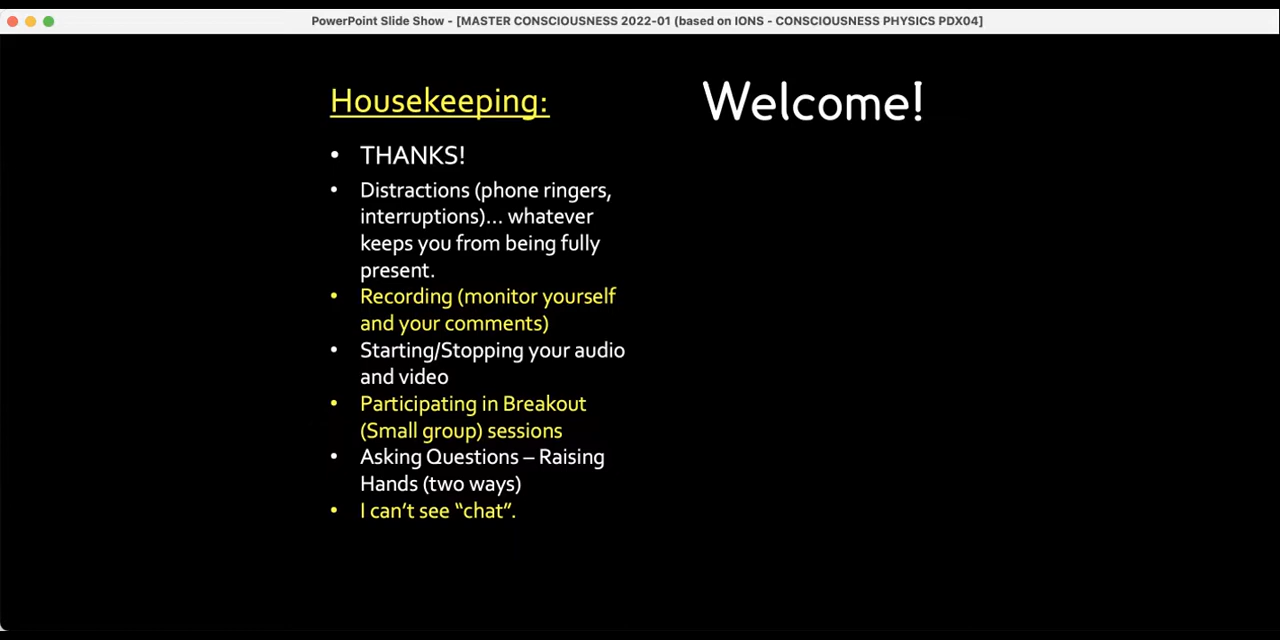 PowerPoint Slide Show - [MASTER CONSCIOUSNESS 2022-01 (based on IONS - CONSCIOUSNESS PHYSICS PDX04]
Housekeeping:
• THANKS!
• Distractions (phone ringers,
interruptions)... whatever
keeps you from being fully
present.
• Recording (monitor yourself
and your comments)
• Starting/Stopping your audio
and video
• Participating in Breakout
(Small group) sessions
• Asking Questions – Raising
Hands (two ways)
• I can’t see “chat”.
Welcome!